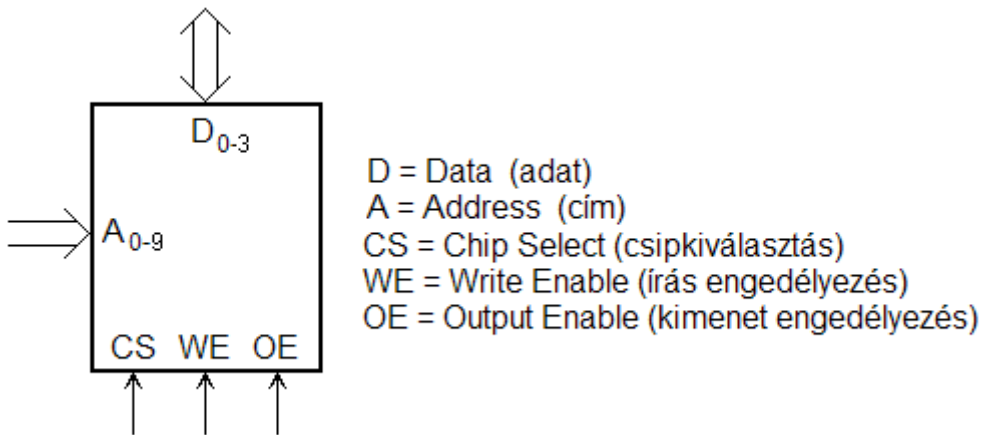 D0-3
A0-9
CS WE OE
D = Data (adat)
A = Address (cím)
CS = Chip Select (csipkiválasztás)
WE = Write Enable (írás engedélyezés)
OE = Output Enable (kimenet engedélyezés)